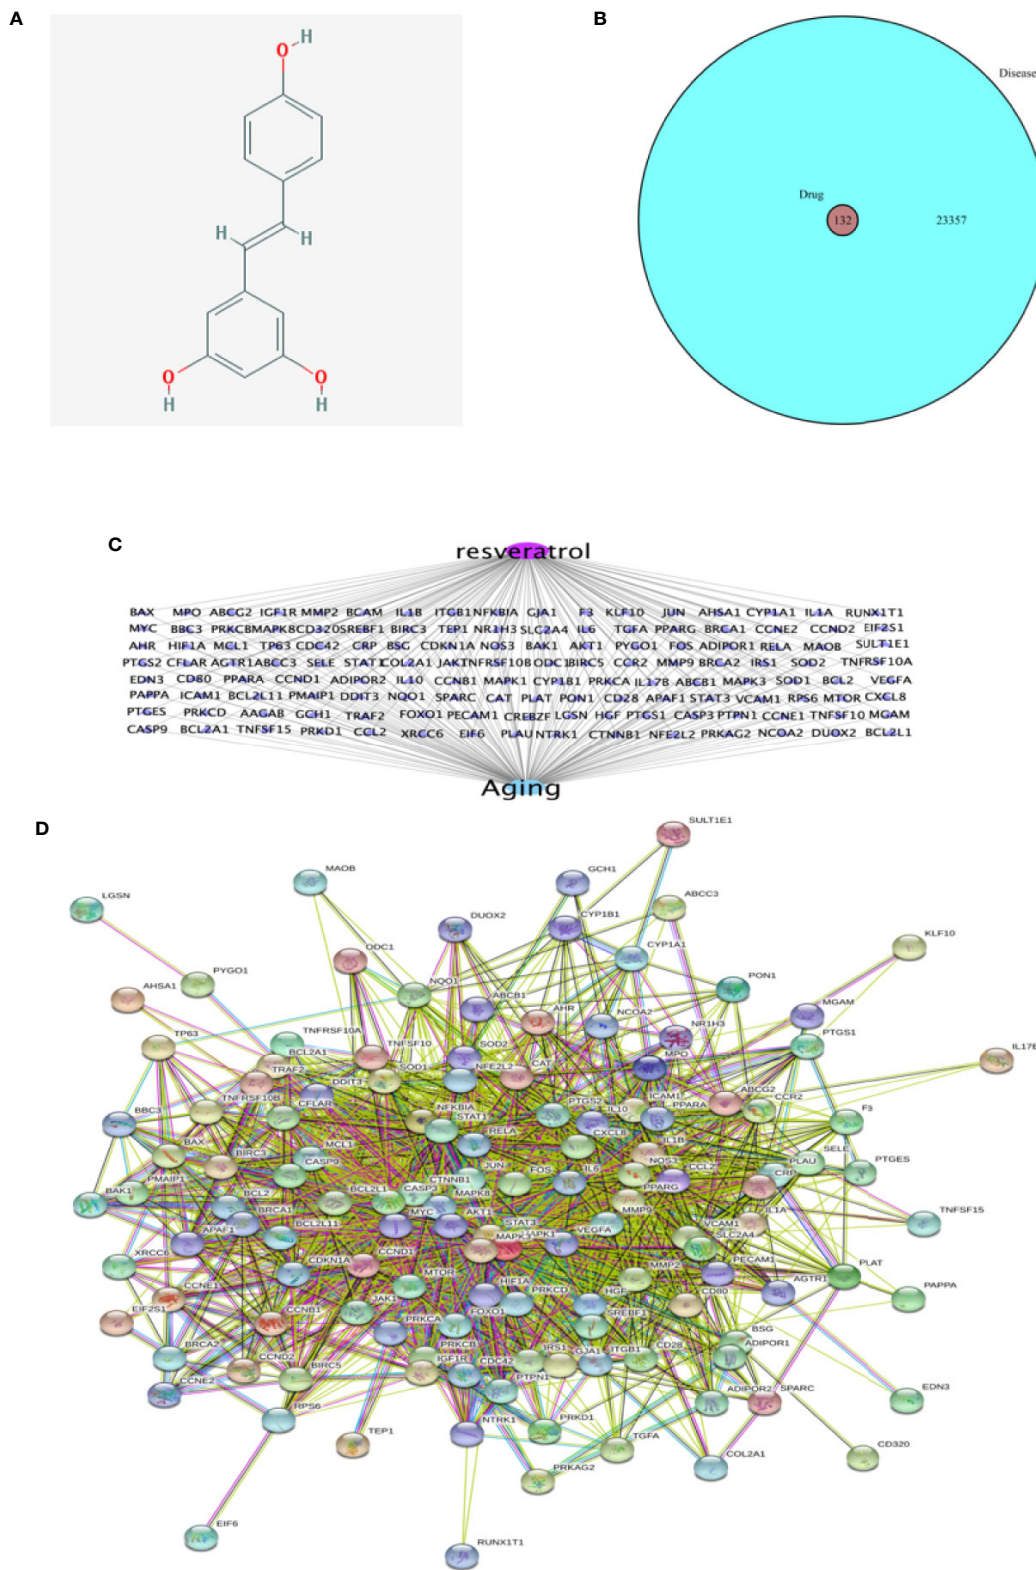 A
H
O
H
H
O
H
O
H
B
Disease
Drug
132
23357
C
resveratrol
BAX MPO ABCG2 IGF1R MMP2 BCAM IL1B ITGB1 NFKBIA GJA1 F3 KLF10 JUN AHSA1 CYP1A1 IL1A RUNX1T1
MYC BBC3 PRKCB MAPK8 CD320 SREBF1 BIRC3 TEP1 NR1H3 SLC2A4 IL6 TGFA PPARG BRCA1 CCNE2 CCND2 EIF2S1
AHR HIF1A MCL1 TP63 CDC42 CRP BSG CDKN1A NOS3 BAK1 AKT1 PYGO1 FOS ADIPOR1 RELA MAOB SULT1E1
PTGS2 CFLAR AGTR1 ABCC3 SELE STAT1 COL2A1 JAK1 TNFRSF10B ODC1 BIRC5 CCR2 MMP9 BRCA2 IRS1 SOD2 TNFRSF10A
EDN3 CD80 PPARA CCND1 ADIPOR2 IL10 CCNB1 MAPK1 CYP1B1 PRKCA IL17B ABCB1 MAPK3 SOD1 BCL2 VEGFA
PAPPA ICAM1 BCL2L11 PMAIP1 DDIT3 NQO1 SPARC CAT PLAT PON1 CD28 APAF1 STAT3 VCAM1 RPS6 MTOR CXCL8
PTGES PRKCD AAGAB GCH1 TRAF2 FOXO1 PECAM1 CREBZF LGSN HGF PTGS1 CASP3 PTPN1 CCNE1 TNFSF10 MGAM
CASP9 BCL2A1 TNFSF15 PRKD1 CCL2 XRCC6 EIF6 PLAU NTRK1 CTNNB1 NFE2L2 PRKAG2 NCOA2 DUOX2 BCL2L1
Aging
D
SULT1E1
MAOB
GCH1
LGSN
ABCC3
DUOX2
CYP1B1
KLF10
ODC1
CYP1A1
PYGO1
NQO1
PON1
AHSA1
ABCB1
AHR
NCOA2
MGAM
TP63
TNFRSF10A
NR1H3
PTGS1
TNFSF10
SOD2
IL17B
BCL2A1
MPO
TRAF2
SOD1
NFE2L2
CAT
DDIT3
ABCG2
BBC3
TNFRSF10B
CFLAR
NFKBIA
PTGS2
IL10
ICAM1
PPARA
CCR2
F3
STAT1
CXCL8
BAX
BIRC3
MCL1
RELA
IL1B
SELE
CASP9
JUN
FOS
IL6
NOS3
CCL2
PLAU
CRP
PTGES
BAK1
PMAIP1
BCL2
BCL2L1
CASP3
CTNNB1
MAPK8
PPARG
BRCA1
MYC
AKT1
MMP9
IL1A
TNFSF15
APAF1
BCL2L11
STAT3
VEGFA
VCAM1
SLC2A4
XRCC6
CDKN1A
CCND1
MAPK3
MAPK1
PECAM1
PLAT
CCNE1
MTOR
HIF1A
PRKCD
HGF
MMP2
CD80
AGTR1
PAPPA
EIF2S1
CCNB1
JAK1
FOXO1
SREBF1
BRCA2
CCND2
PRKCA
PRKCB
IRS1
GJA1
ITGB1
CD28
BSG
ADIPOR1
CCNE2
BIRC5
IGF1R
CDC42
PTPN1
ADIPOR2
SPARC
EDN3
RPS6
TEP1
NTRK1
PRKD1
TGFA
COL2A1
CD320
PRKAG2
EIF6
RUNX1T1